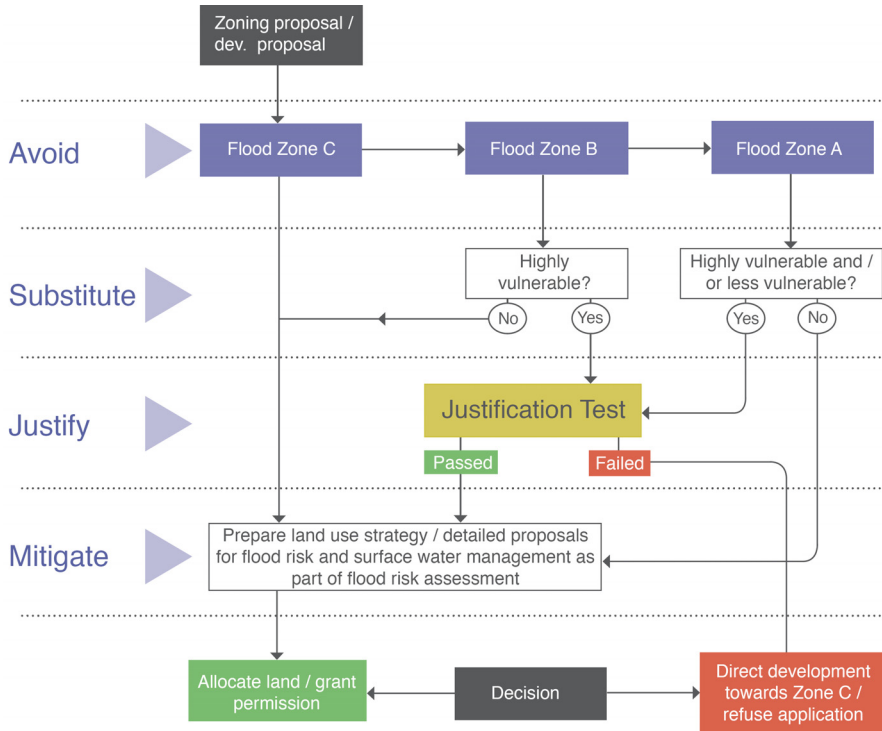 Zoning proposal /
dev. proposal
Avoid
Flood Zone C
Flood Zone B
Flood Zone A
Substitute
Highly
vulnerable?
Highly vulnerable and /
or less vulnerable?
No
Yes
Yes
No
Justify
Justification Test
Passed
Failed
Mitigate
Prepare land use strategy / detailed proposals
for flood risk and surface water management as
part of flood risk assessment
Allocate land / grant
permission
Decision
Direct development
towards Zone C /
refuse application